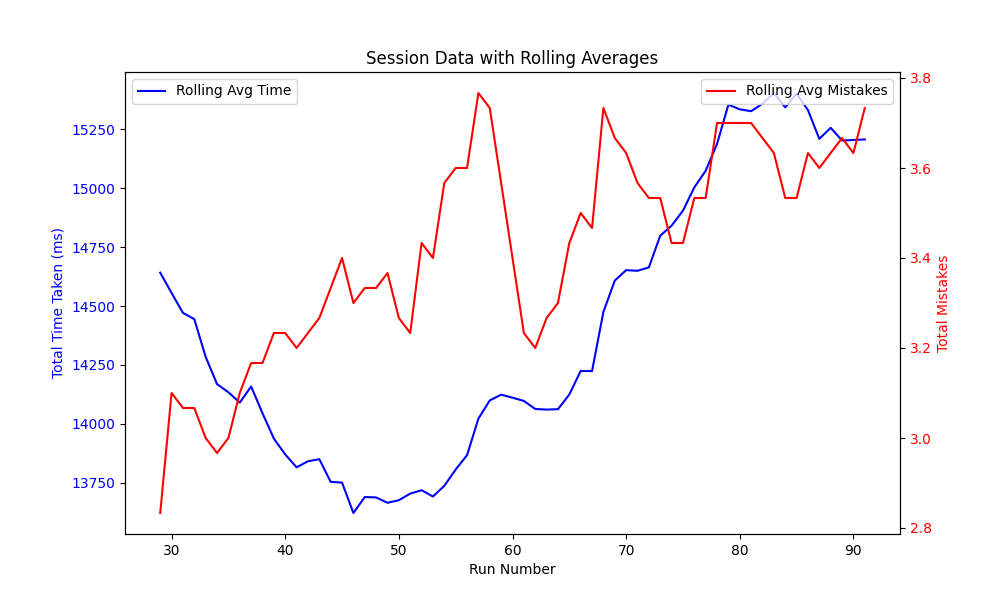 Session Data with Rolling Averages
Rolling Avg Time
Rolling Avg Mistakes
Total Time Taken (ms)
15250
15000
14750
14500
14250
14000
13750
3.8
3.6
3.4
3.2
3.0
2.8
Total Mistakes
30 40 50 60 70 80 90
Run Number